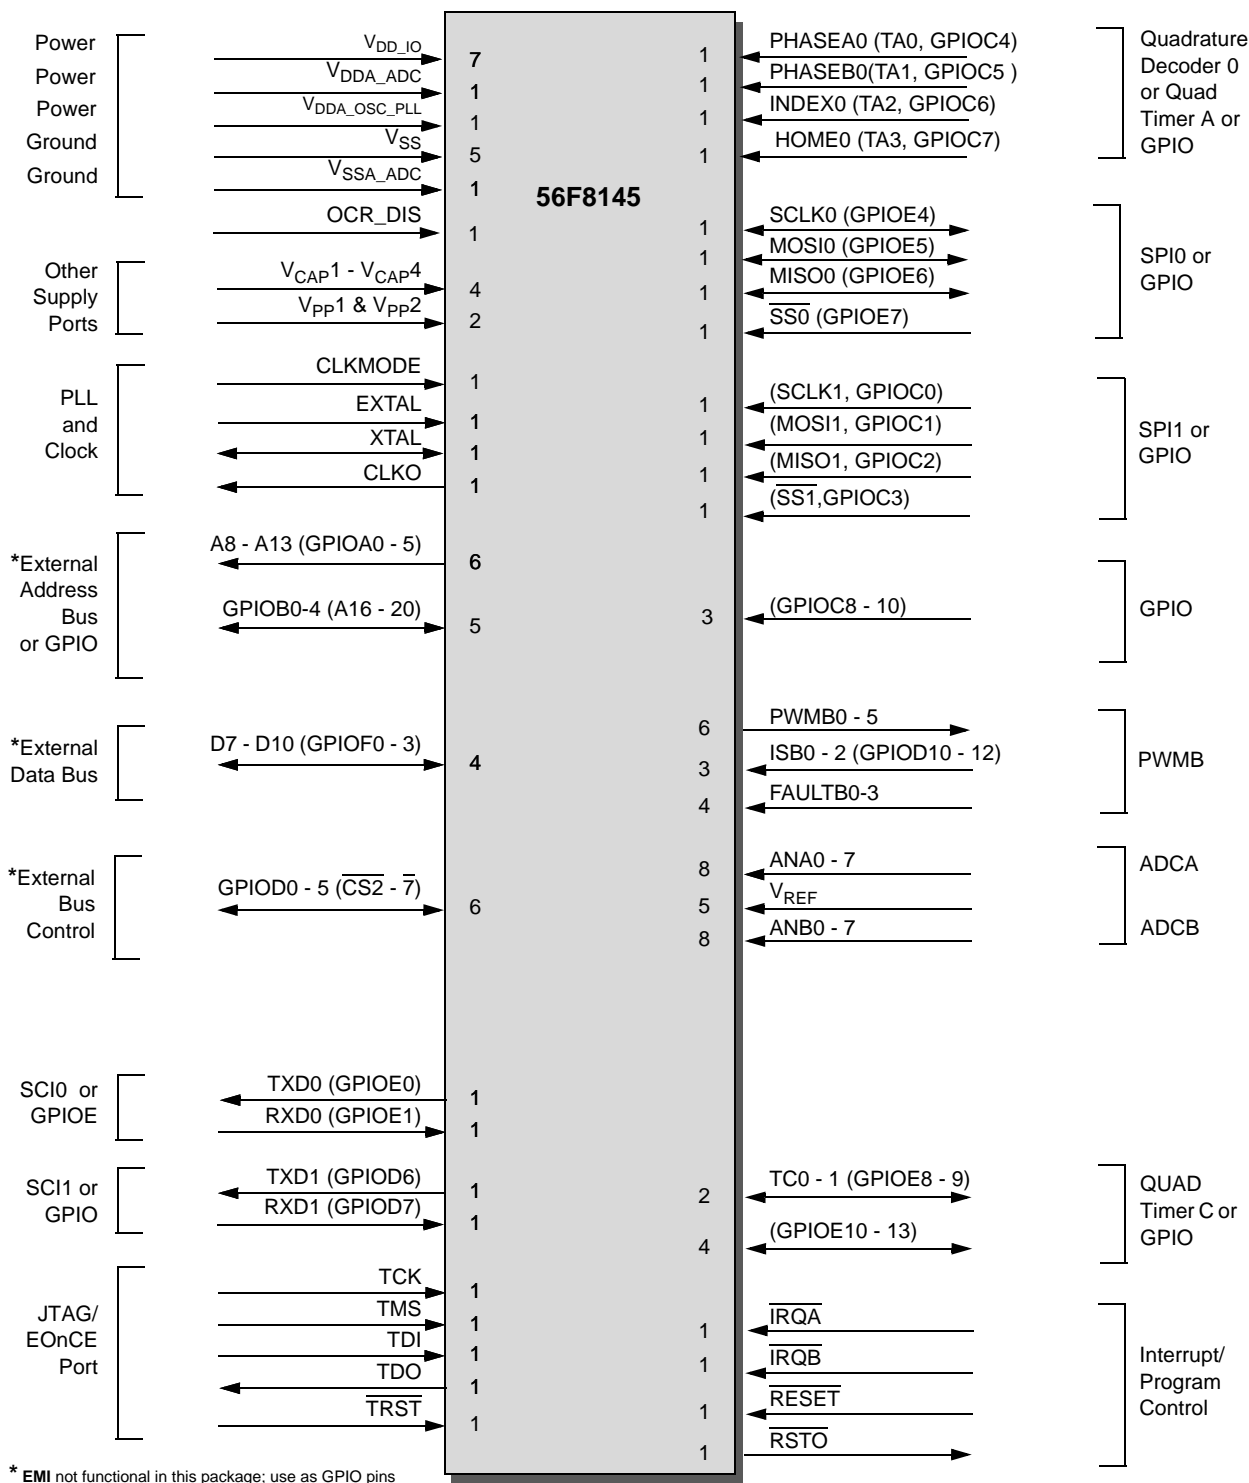 56F8145
Power
Power
Power
Ground
Ground
VDD_IO
7
VDDA_ADC
1
VDDA_OSC_PLL
1
VSS
5
VSSA_ADC
1
OCR_DIS
1
Other
Supply
Ports
VCAP1 - VCAP4
4
VPP1 & VPP2
2
PLL
and
Clock
CLKMODE
1
EXTAL
1
XTAL
1
CLKO
1
*External
Address
Bus
or GPIO
A8 - A13 (GPIOA0 - 5)
6
GPIOB0-4 (A16 - 20)
5
*External
Data Bus
D7 - D10 (GPIOF0 - 3)
4
*External
Bus
Control
GPIOD0 - 5 (C̅S̅2̅ - 7̅)
6
SCI0 or
GPIOE
TXD0 (GPIOE0)
1
RXD0 (GPIOE1)
1
SCI1 or
GPIO
TXD1 (GPIOD6)
1
RXD1 (GPIOD7)
1
JTAG/
EOnCE
Port
TCK
1
TMS
1
TDI
1
TDO
1
T̅R̅S̅T̅
1
1
PHASEA0 (TA0, GPIOC4)
1
PHASEB0(TA1, GPIOC5 )
1
INDEX0 (TA2, GPIOC6)
1
HOME0 (TA3, GPIOC7)
Quadrature
Decoder 0
or Quad
Timer A or
GPIO
1
SCLK0 (GPIOE4)
1
MOSI0 (GPIOE5)
1
MISO0 (GPIOE6)
1
S̅S̅0̅ (GPIOE7)
SPI0 or
GPIO
1
(SCLK1, GPIOC0)
1
(MOSI1, GPIOC1)
1
(MISO1, GPIOC2)
1
(S̅S̅1̅,GPIOC3)
SPI1 or
GPIO
3
(GPIOC8 - 10)
GPIO
6
PWMB0 - 5
3
ISB0 - 2 (GPIOD10 - 12)
4
FAULTB0-3
PWMB
8
ANA0 - 7
5
VREF
8
ANB0 - 7
ADCA
ADCB
2
TC0 - 1 (GPIOE8 - 9)
4
(GPIOE10 - 13)
QUAD
Timer C or
GPIO
1
I̅R̅Q̅A̅
1
I̅R̅Q̅B̅
1
R̅E̅S̅E̅T̅
1
R̅S̅T̅O̅
Interrupt/
Program
Control
* EMI not functional in this package; use as GPIO pins